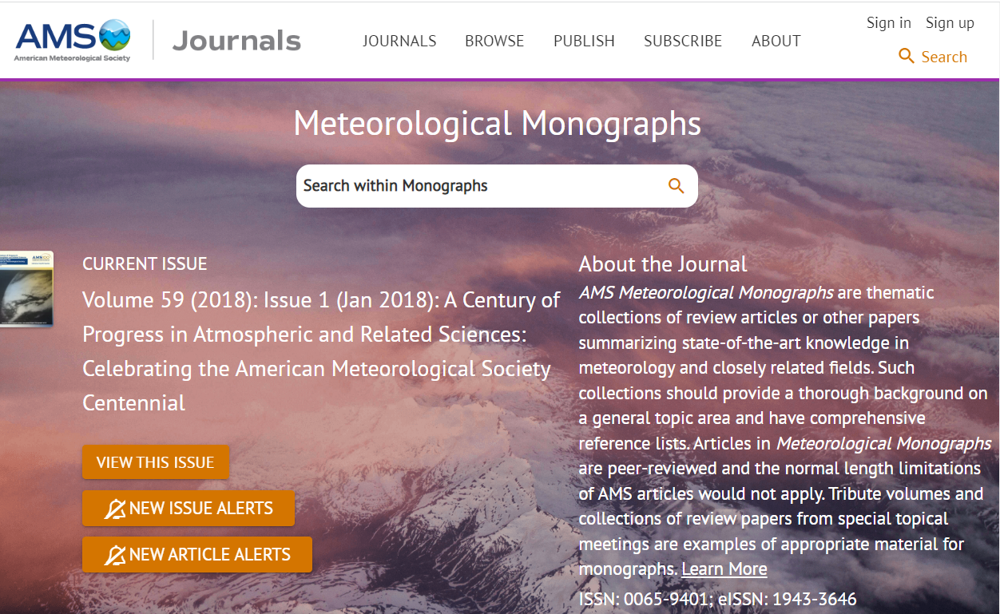 AMS
American Meteorological Society
Journals
JOURNALS BROWSE PUBLISH SUBSCRIBE ABOUT
Sign in Sign up
Search
Meteorological Monographs
Search within Monographs
CURRENT ISSUE
Volume 59 (2018): Issue 1 (Jan 2018): A Century of
Progress in Atmospheric and Related Sciences:
Celebrating the American Meteorological Society
Centennial
VIEW THIS ISSUE
NEW ISSUE ALERTS
NEW ARTICLE ALERTS
About the Journal
AMS Meteorological Monographs are thematic
collections of review articles or other papers
summarizing state-of-the-art knowledge in
meteorology and closely related fields. Such
collections should provide a thorough background on
a general topic area and have comprehensive
reference lists. Articles in Meteorological Monographs
are peer-reviewed and the normal length limitations
of AMS articles would not apply. Tribute volumes and
collections of review papers from special topical
meetings are examples of appropriate material for
monographs. Learn More
ISSN: 0065-9401; eISSN: 1943-3646